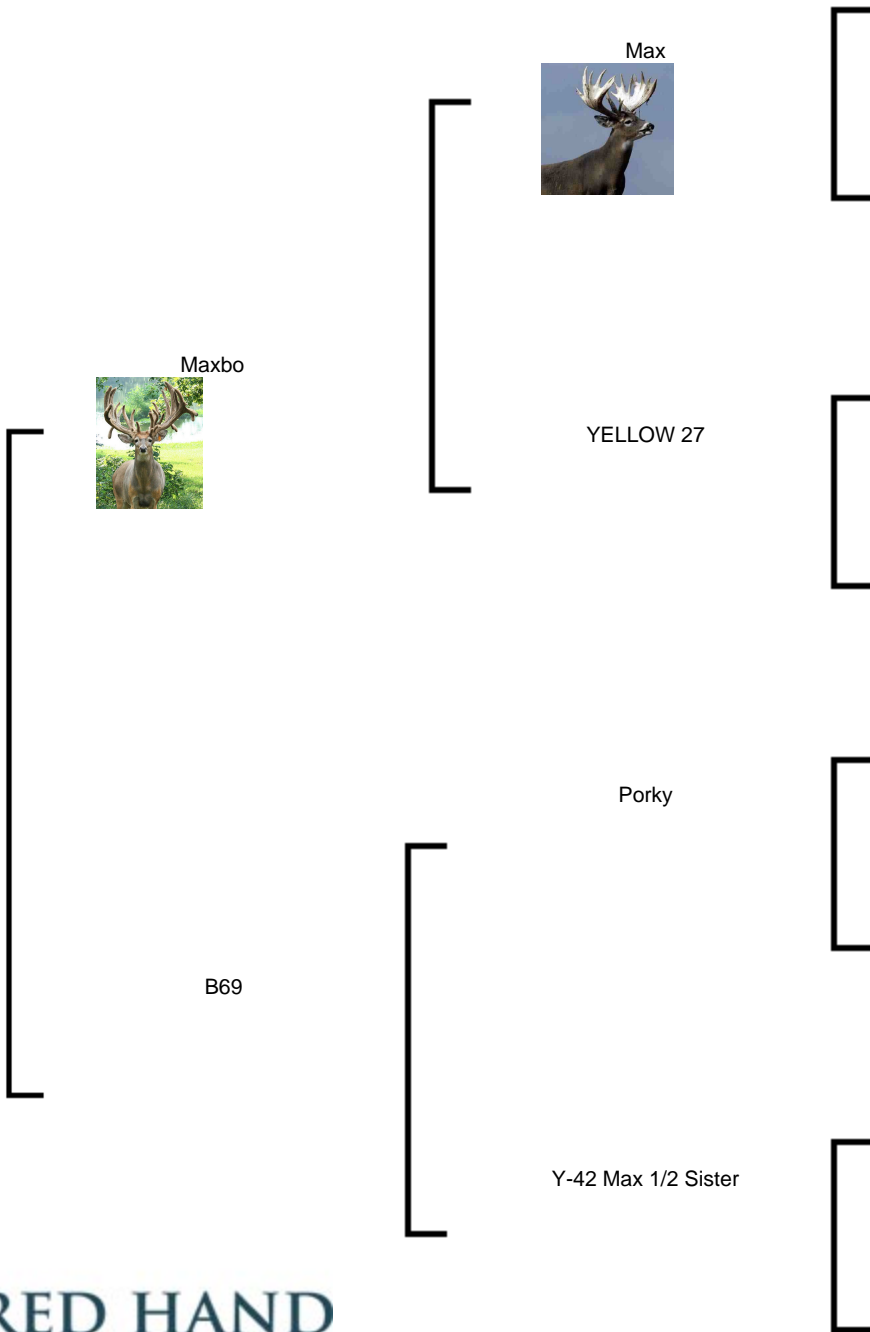 Max
Maxbo
YELLOW 27
Porky
B69
Y-42 Max 1/2 Sister
RED HAND